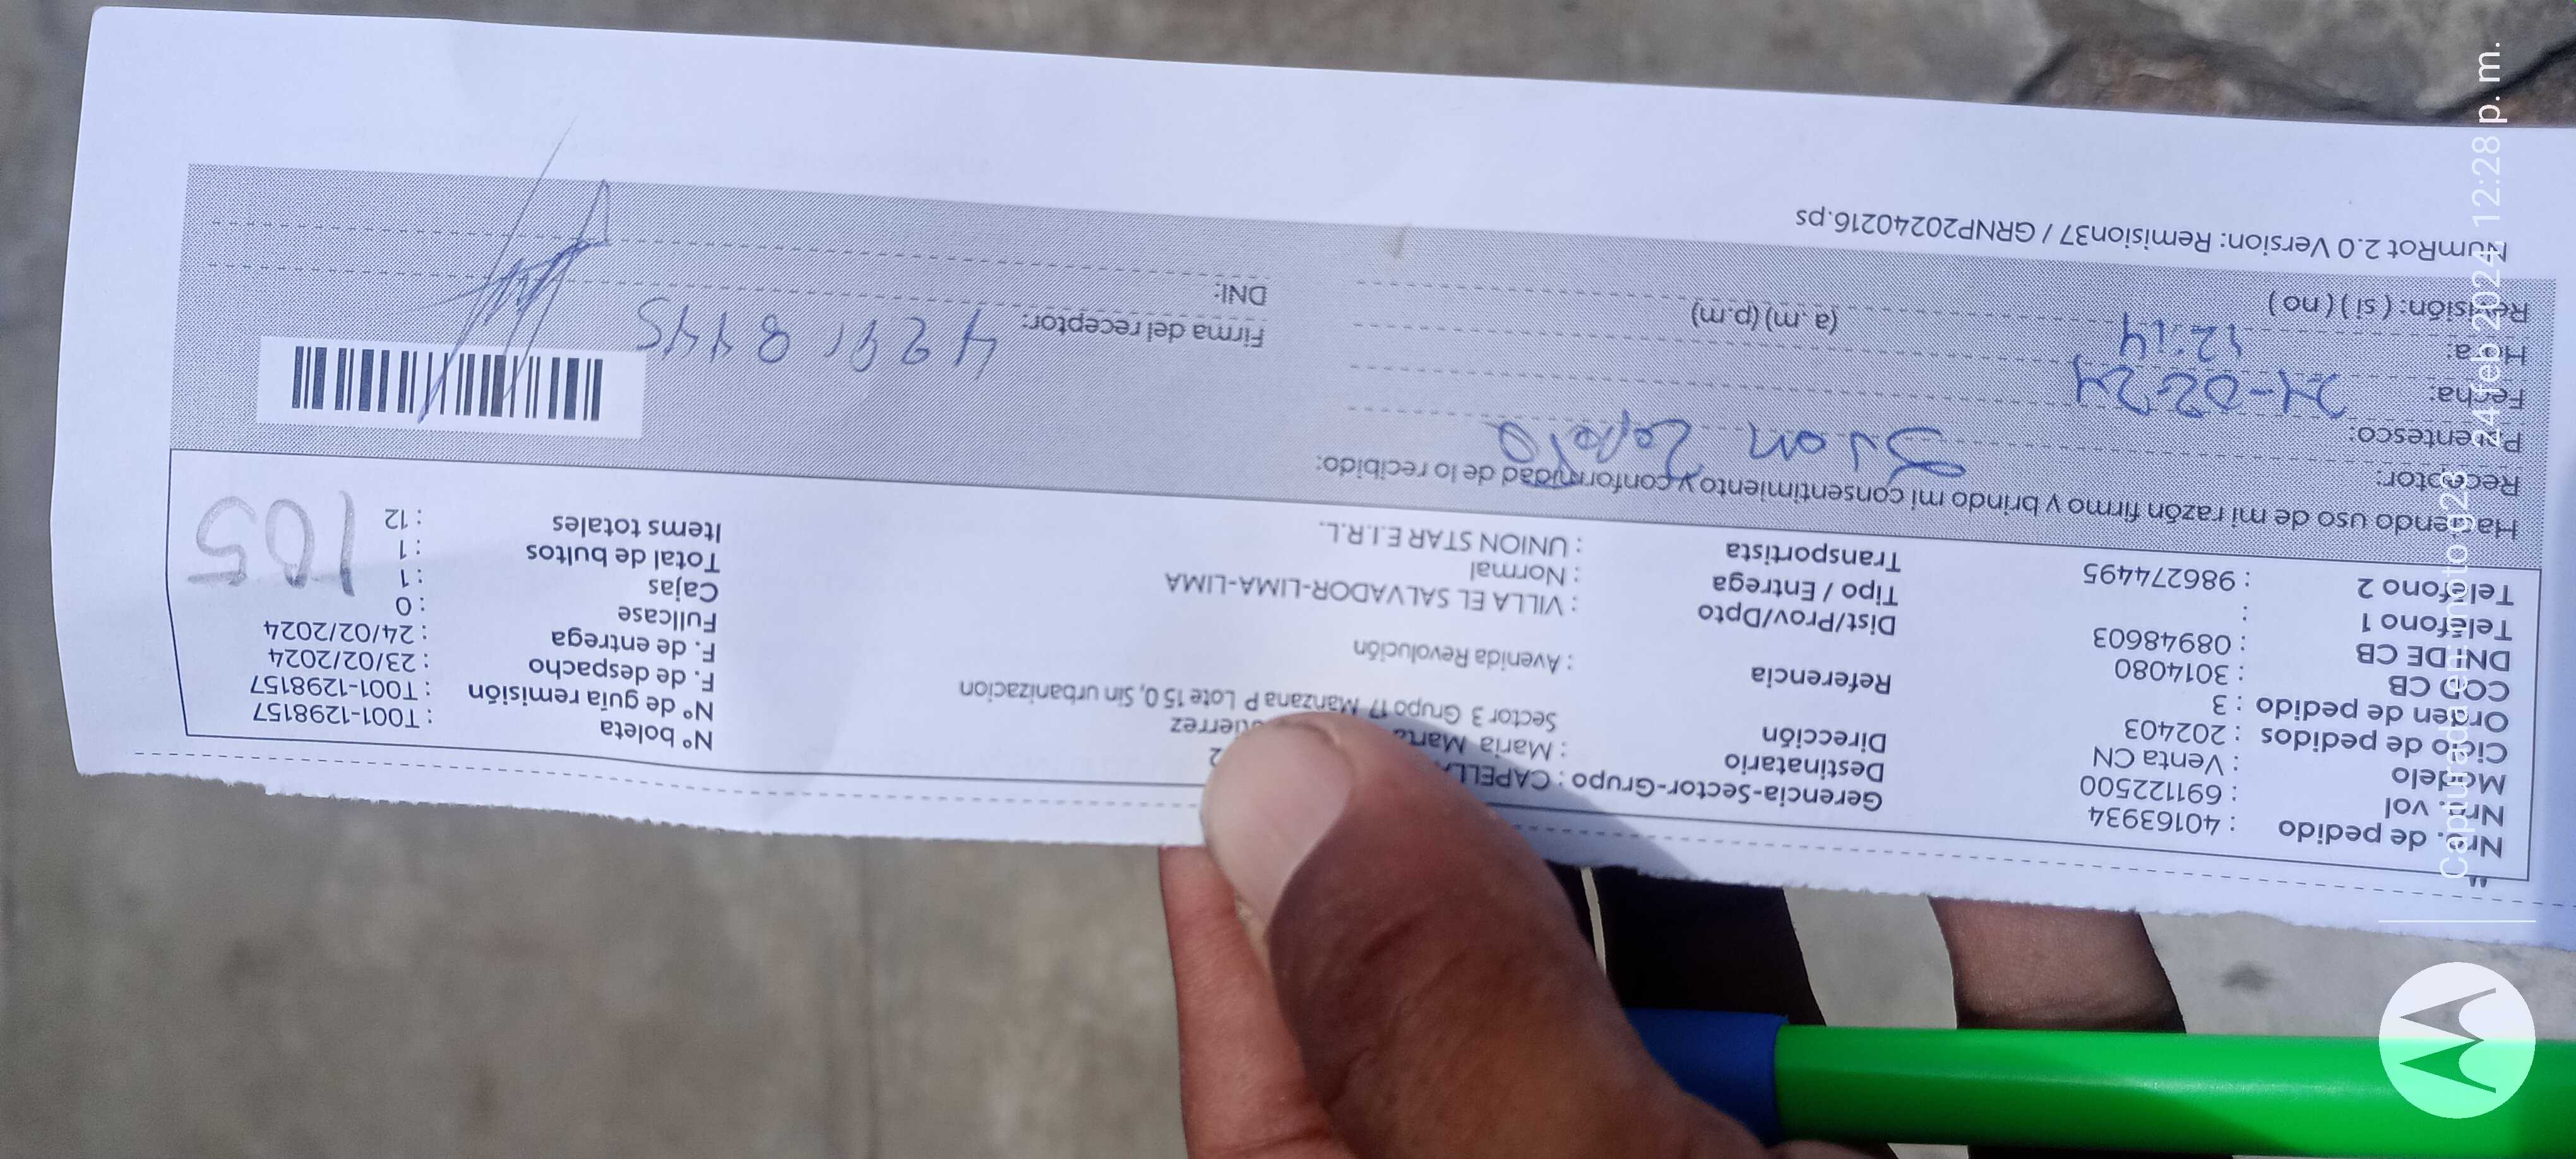 Nro. de pedido : 40163934
Nro. vol : 691122500
Modelo : Venta CN
Ciclo de pedidos : 202403
Orden de pedido : 3
COD CB : 3014080
DNI DE CB : 08948603
Teléfono 1 :
Teléfono 2 : 986274495
Gerencia-Sector-Grupo : CAPELLA
Destinatario : Maria Marta
Dirección
Sector 3 Grupo 17 Manzana P Lote 15 0, Sin urbanizacion
Referencia : Avenida Revolución
Dist/Prov/Dpto : VILLA EL SALVADOR-LIMA-LIMA
Tipo / Entrega : Normal
Transportista : UNION STAR E.I.R.L.
Nº boleta : T001-1298157
Nº de guía remisión : T001-1298157
F. de despacho : 23/02/2024
F. de entrega : 24/02/2024
Fullcase : 0
Cajas : 1
Total de bultos : 1
Items totales : 12
105
Haciendo uso de mi razón firmo y brindo mi consentimiento y conformidad de lo recibido:
Receptor:
Parentesco:
Fecha: 24-02-24
Hora: 12:14 (a .m) (p.m)
Revisión: ( si ) ( no )
Firma del receptor:
DNI:
NumRot 2.0 Version: Remision37 / GRNP20240216.ps
24 feb 2024, 12:28 p. m.